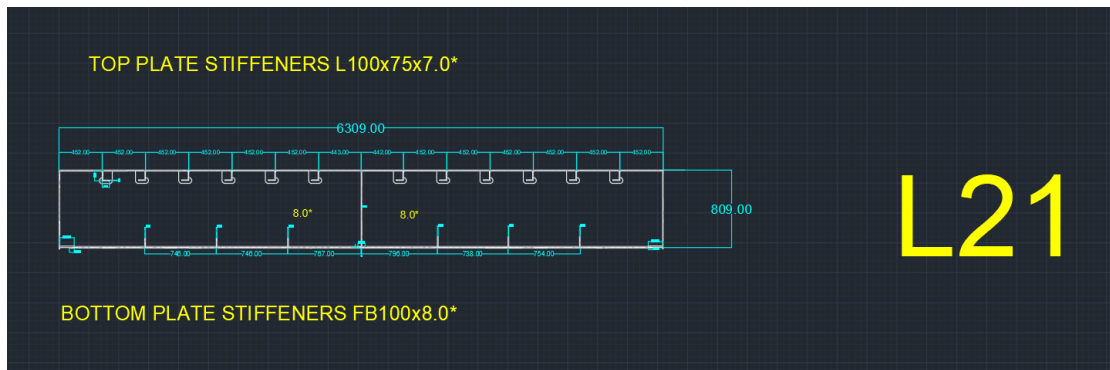 TOP PLATE STIFFENERS L100x75x7.0*
6309.00
452.00 452.00 452.00 452.00 452.00 452.00 443.00 442.00 452.00 452.00 452.00 452.00 452.00 452.00
809.00
L21
8.0* 8.0*
746.00 746.00 767.00 795.00 738.00 754.00
BOTTOM PLATE STIFFENERS FB100x8.0*